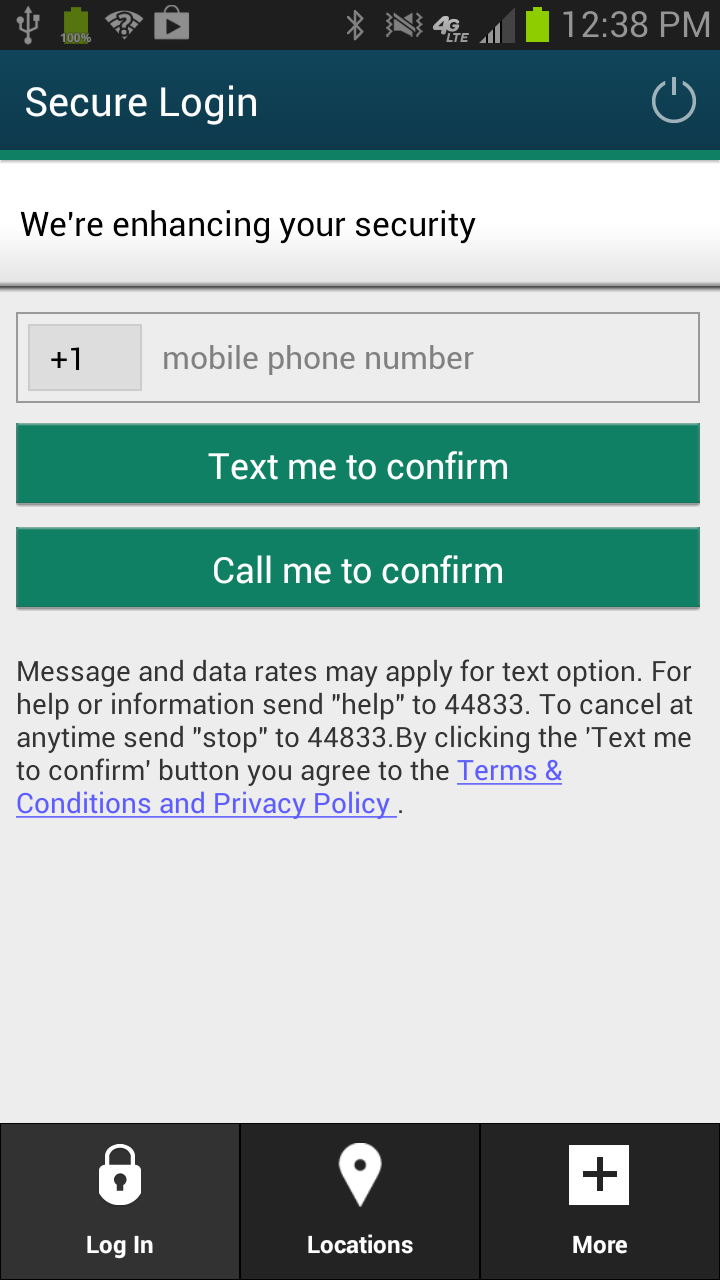 100% 4G LTE 12:38 PM
Secure Login
We're enhancing your security
+1 mobile phone number
Text me to confirm
Call me to confirm
Message and data rates may apply for text option. For
help or information send "help" to 44833. To cancel at
anytime send "stop" to 44833.By clicking the 'Text me
to confirm' button you agree to the Terms &
Conditions and Privacy Policy .
Log In Locations More